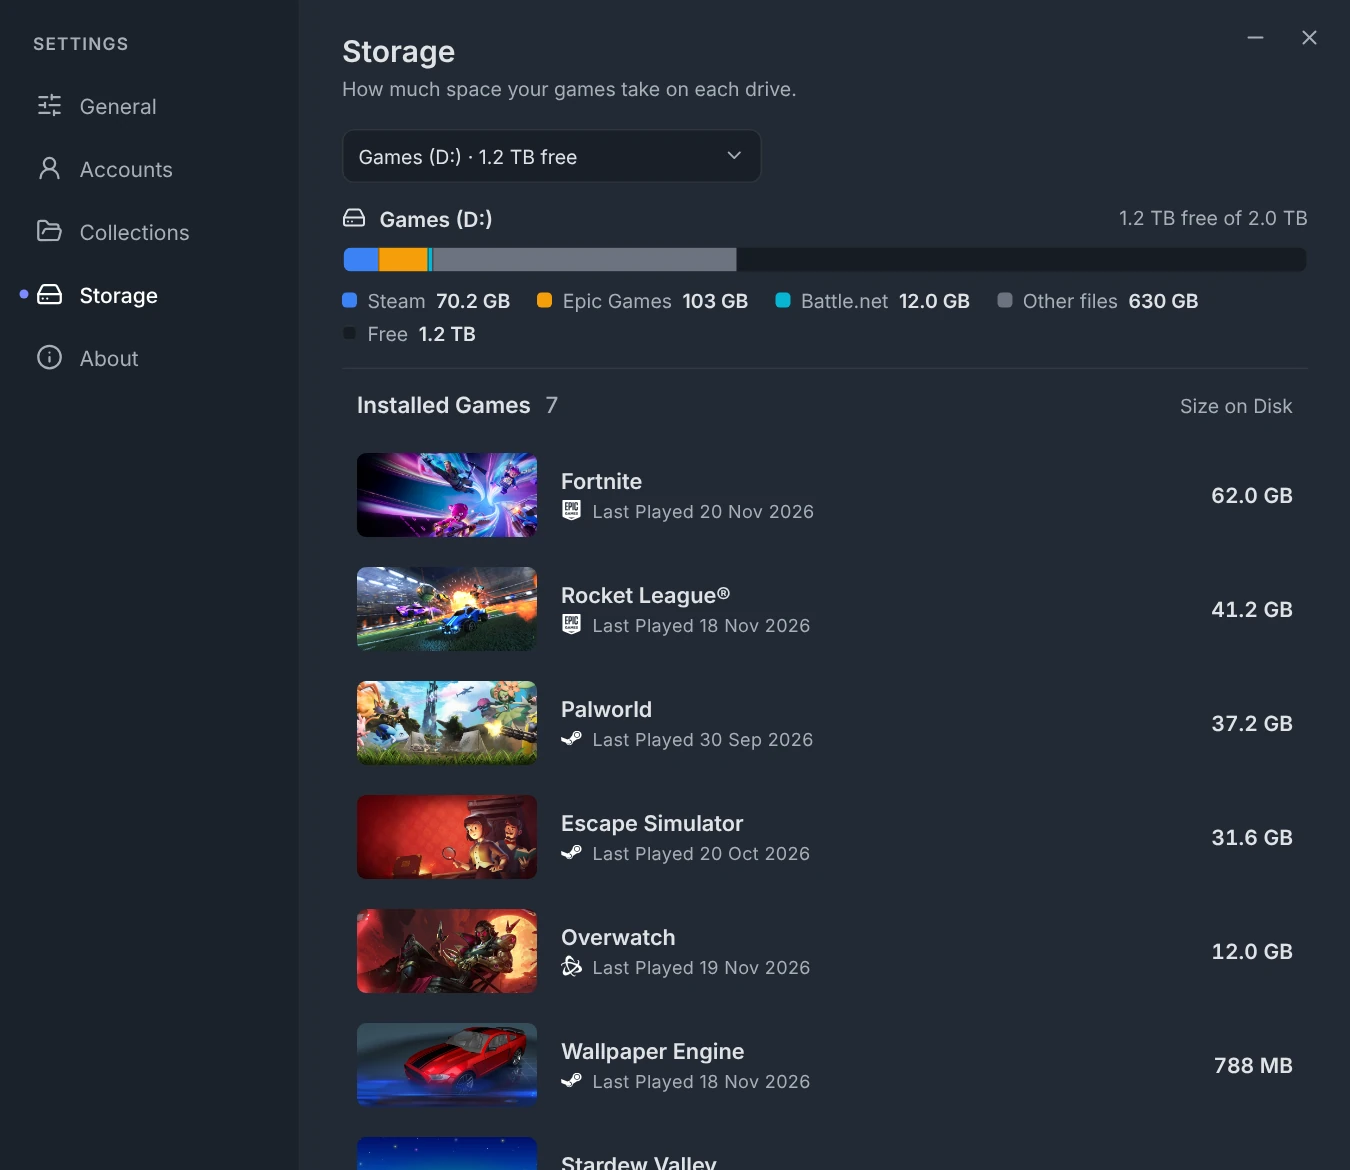 SETTINGS
General
Accounts
Collections
Storage
About
Storage
How much space your games take on each drive.
Games (D:) · 1.2 TB free
Games (D:)
1.2 TB free of 2.0 TB
Steam 70.2 GB Epic Games 103 GB Battle.net 12.0 GB Other files 630 GB
Free 1.2 TB
Installed Games 7
Size on Disk
Fortnite
EPIC GAMES Last Played 20 Nov 2026
62.0 GB
Rocket League®
EPIC GAMES Last Played 18 Nov 2026
41.2 GB
Palworld
Last Played 30 Sep 2026
37.2 GB
Escape Simulator
Last Played 20 Oct 2026
31.6 GB
Overwatch
Last Played 19 Nov 2026
12.0 GB
Wallpaper Engine
Last Played 18 Nov 2026
788 MB
Stardew Valley